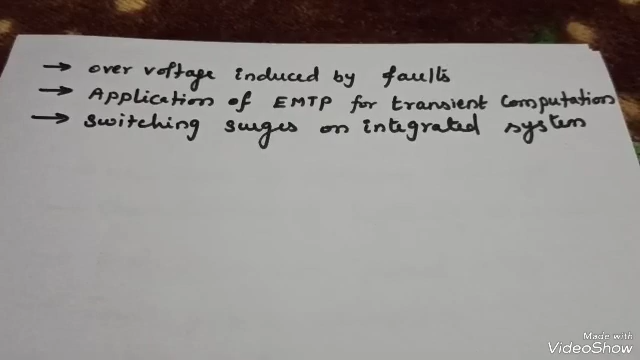 → over voltage induced by faults
→ Application of EMTP for transient Computation
→ switching surges on integrated system
Made with
VideoShow